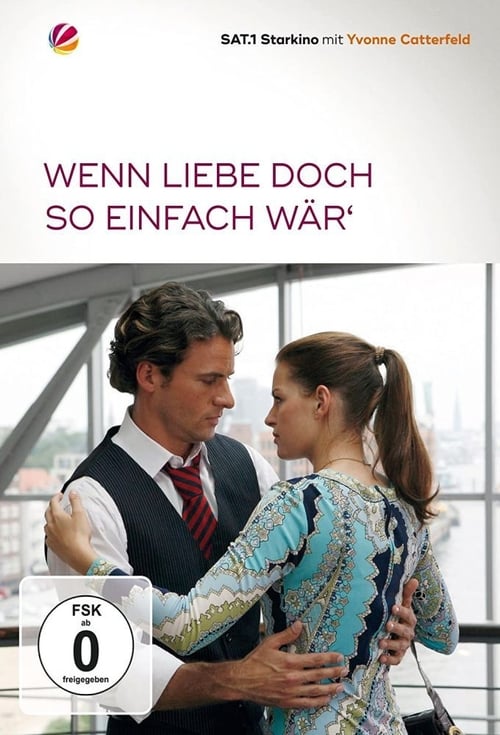 SAT.1 Starkino mit Yvonne Catterfeld
WENN LIEBE DOCH
SO EINFACH WÄR‘
FSK
ab
0
freigegeben